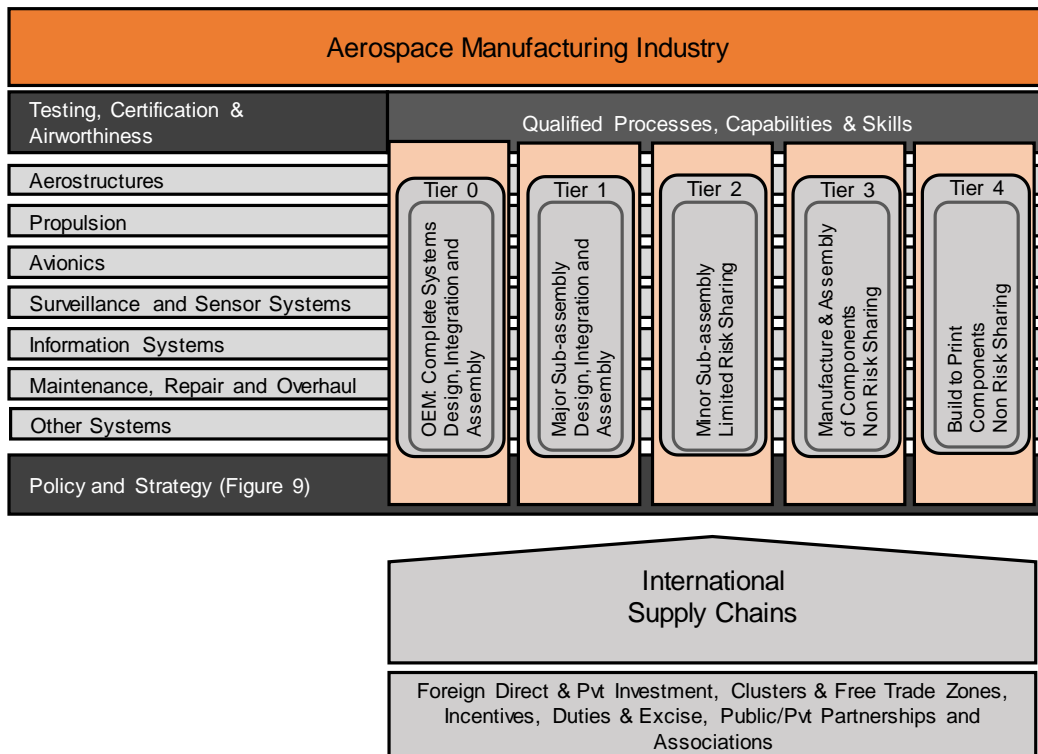 Aerospace Manufacturing Industry
Testing, Certification &
Airworthiness
Qualified Processes, Capabilities & Skills
Aerostructures
Propulsion
Avionics
Surveillance and Sensor Systems
Information Systems
Maintenance, Repair and Overhaul
Other Systems
Policy and Strategy (Figure 9)
Tier 0
OEM: Complete Systems
Design, Integration and
Assembly
Tier 1
Major Sub-assembly
Design, Integration and
Assembly
Tier 2
Minor Sub-assembly
Limited Risk Sharing
Tier 3
Manufacture & Assembly
of Components
Non Risk Sharing
Tier 4
Build to Print
Components
Non Risk Sharing
International
Supply Chains
Foreign Direct & Pvt Investment, Clusters & Free Trade Zones,
Incentives, Duties & Excise, Public/Pvt Partnerships and
Associations